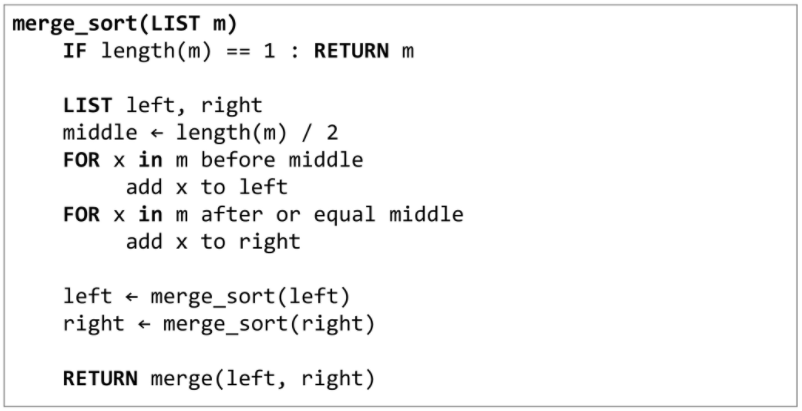 merge_sort(LIST m)
IF length(m) == 1 : RETURN m
LIST left, right
middle ← length(m) / 2
FOR x in m before middle
add x to left
FOR x in m after or equal middle
add x to right
left ← merge_sort(left)
right ← merge_sort(right)
RETURN merge(left, right)